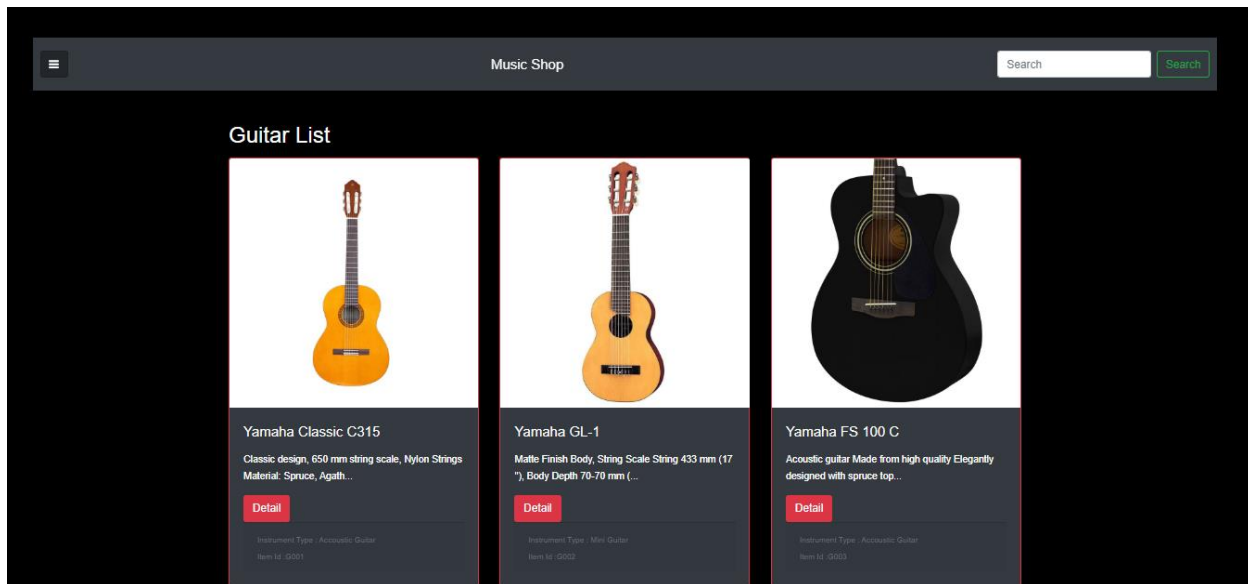 Music Shop
Search
Search
Guitar List
Yamaha Classic C315
Classic design, 650 mm string scale, Nylon Strings
Material: Spruce, Agath...
Detail
Instrument Type : Accoustic Guitar
Item Id :G001
Yamaha GL-1
Matte Finish Body, String Scale String 433 mm (17
"), Body Depth 70-70 mm (...
Detail
Instrument Type : Mini Guitar
Item Id :G002
Yamaha FS 100 C
Acoustic guitar Made from high quality Elegantly
designed with spruce top...
Detail
Instrument Type : Accoustic Guitar
Item Id :G003